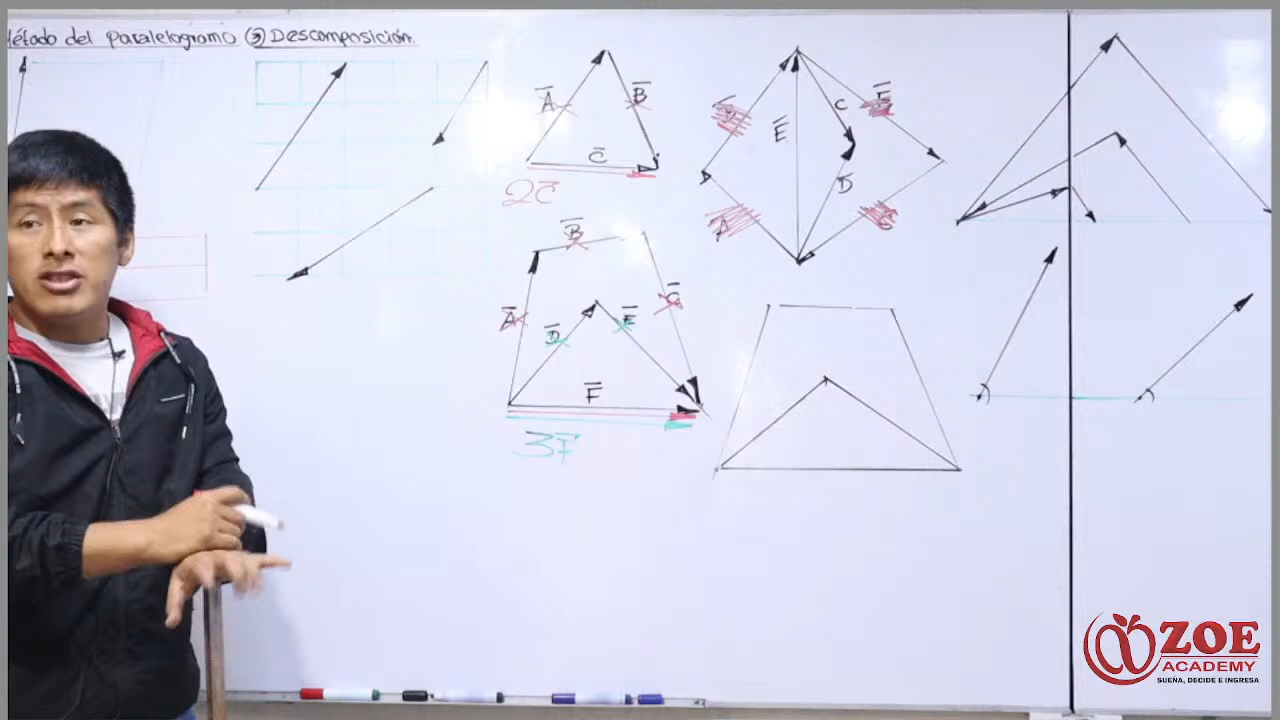 étodo del Paralelogramo ③ Descomposición.
A
B
C
2C
E
C
D
E
B
A
C
D
E
F
3F
ZOE
ACADEMY
SUEÑA, DECIDE E INGRESA